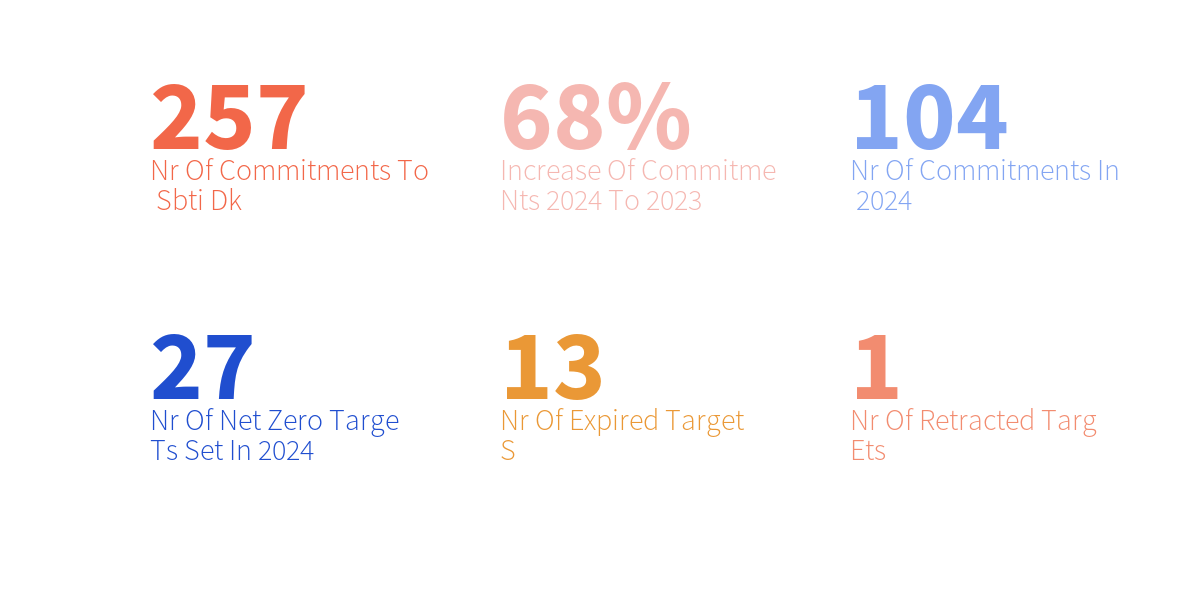 257
Nr Of Commitments To
Sbti Dk
68%
Increase Of Commitme
Nts 2024 To 2023
104
Nr Of Commitments In
2024
27
Nr Of Net Zero Targe
Ts Set In 2024
13
Nr Of Expired Target
S
1
Nr Of Retracted Targ
Ets